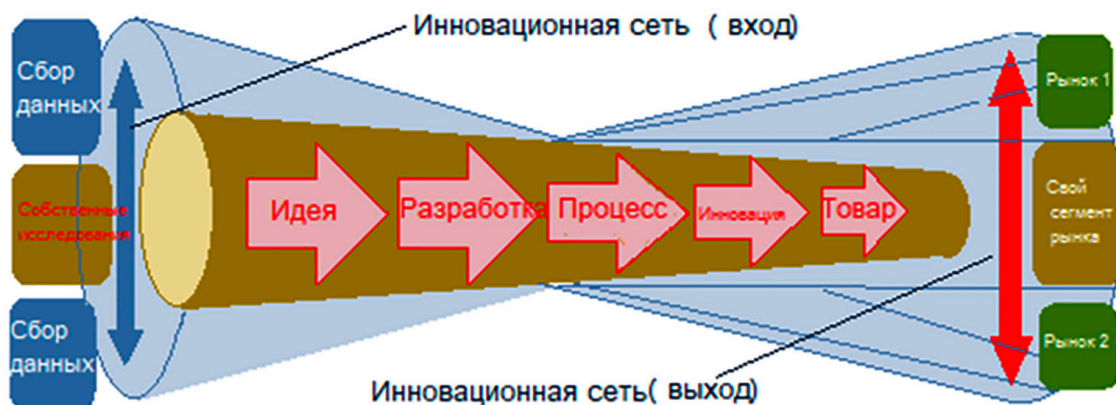 Инновационная сеть ( вход)
Сбор
данных
Рынок 1
Собственные
исследования
Идея
Разработка
Процесс
Инновация
Товар
Свой
сегмент
рынка
Сбор
данных
Рынок 2
Инновационная сеть( выход)